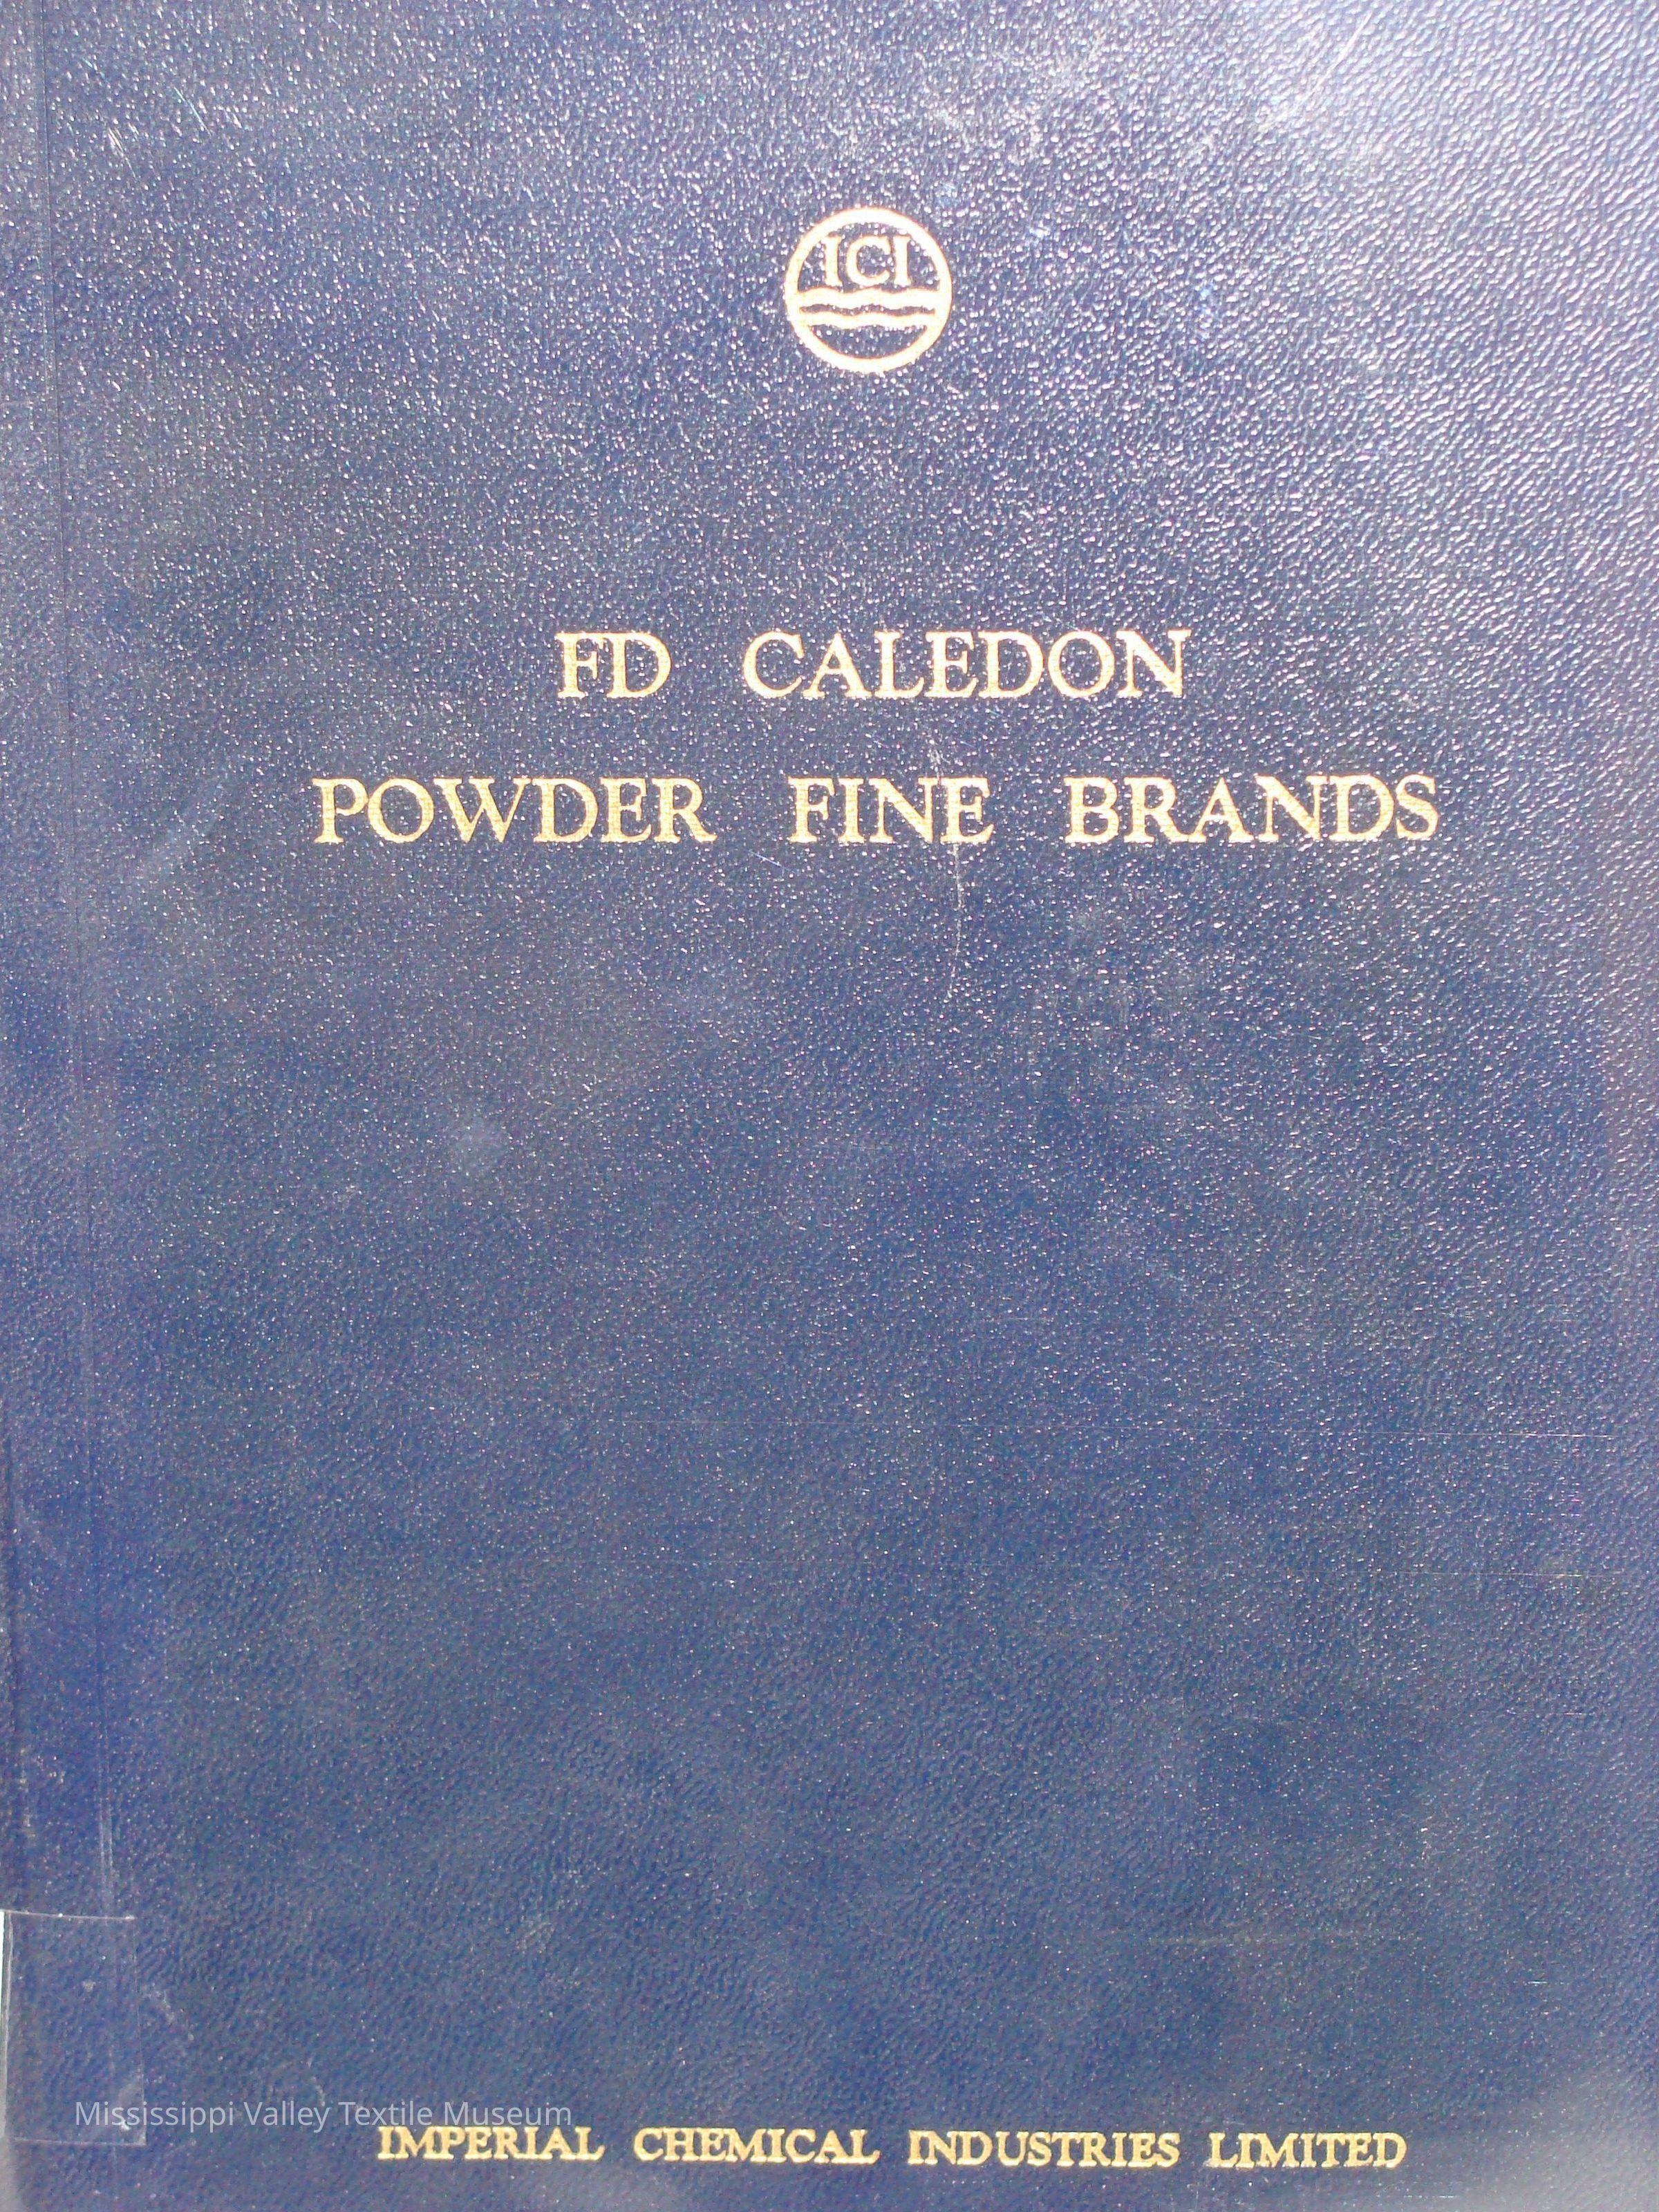 ICI
FD CALEDON
POWDER FINE BRANDS
Mississippi Valley Textile Museum
IMPERIAL CHEMICAL INDUSTRIES LIMITED